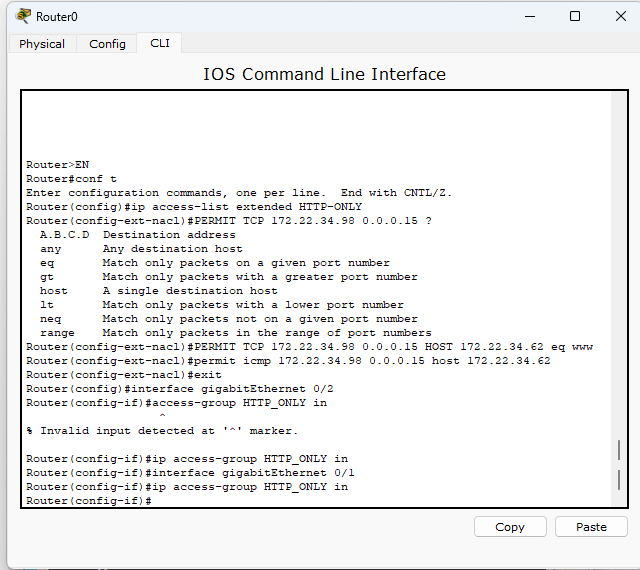 Router0
Physical Config CLI
IOS Command Line Interface
Router>EN
Router#conf t
Enter configuration commands, one per line.  End with CNTL/Z.
Router(config)#ip access-list extended HTTP-ONLY
Router(config-ext-nacl)#PERMIT TCP 172.22.34.98 0.0.0.15 ?
  A.B.C.D  Destination address
  any      Any destination host
  eq       Match only packets on a given port number
  gt       Match only packets with a greater port number
  host     A single destination host
  lt       Match only packets with a lower port number
  neq      Match only packets not on a given port number
  range    Match only packets in the range of port numbers
Router(config-ext-nacl)#PERMIT TCP 172.22.34.98 0.0.0.15 HOST 172.22.34.62 eq www
Router(config-ext-nacl)#permit icmp 172.22.34.98 0.0.0.15 host 172.22.34.62
Router(config-ext-nacl)#exit
Router(config)#interface gigabitEthernet 0/2
Router(config-if)#access-group HTTP_ONLY in
                    ^
% Invalid input detected at '^' marker.
Router(config-if)#ip access-group HTTP_ONLY in
Router(config-if)#interface gigabitEthernet 0/1
Router(config-if)#ip access-group HTTP_ONLY in
Router(config-if)#
Copy Paste